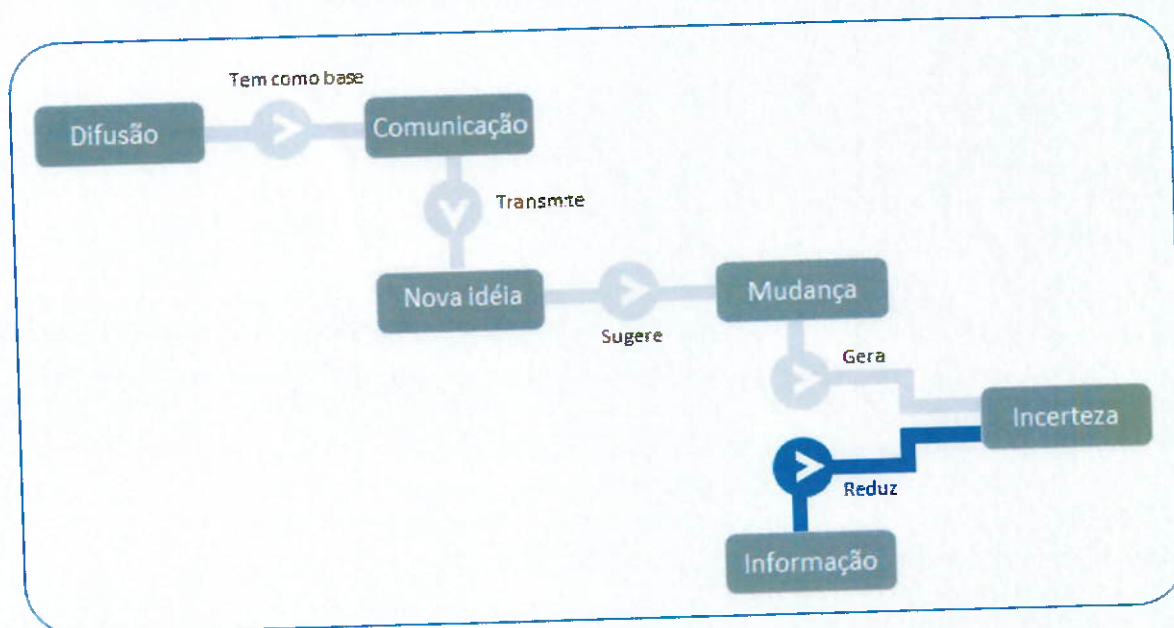 Tem como base
Difusão
Comunicação
Transmite
Nova idéia
Mudança
Sugere
Gera
Incerteza
Reduz
Informação